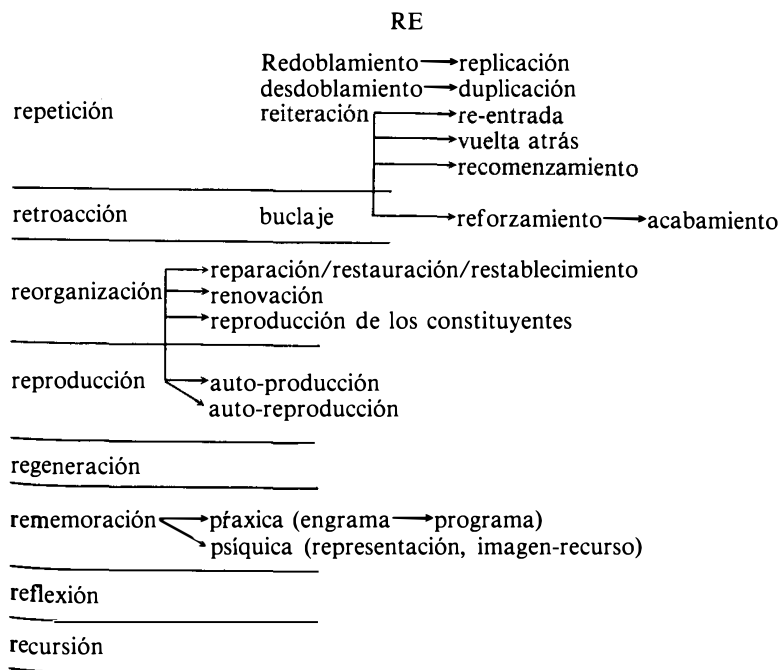 RE
Redoblamiento replicación
desdoblamiento duplicación
repetición reiteración re-entrada
vuelta atrás
recomenzamiento
retroacción buclaje reforzamiento acabamiento
reparación/restauración/restablecimiento
reorganización renovación
reproducción de los constituyentes
reproducción auto-producción
auto-reproducción
regeneración
rememoración pŕaxica (engrama programa)
psíquica (representación, imagen-recurso)
reflexión
recursión